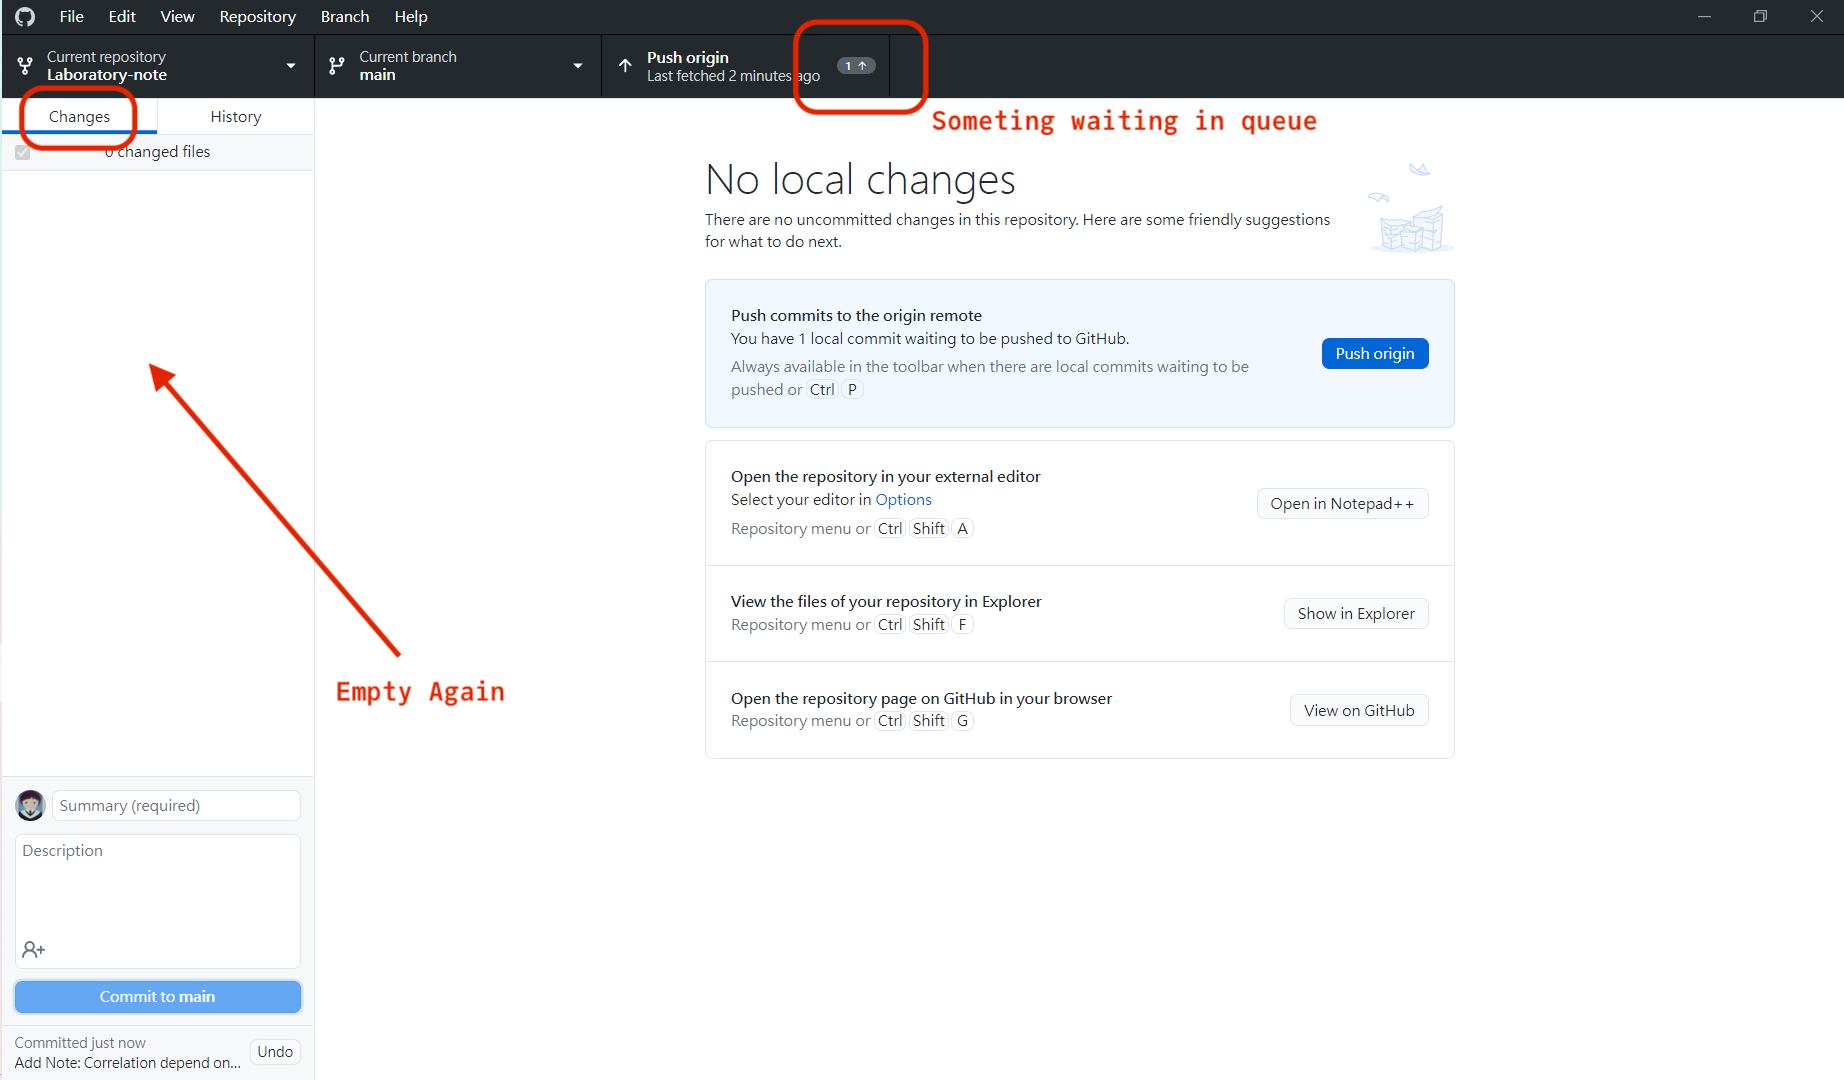 File Edit View Repository Branch Help
Current repository
Laboratory-note
Current branch
main
Push origin
Last fetched 2 minutes ago
1
Changes
History
Someting waiting in queue
0 changed files
No local changes
There are no uncommitted changes in this repository. Here are some friendly suggestions
for what to do next.
Push commits to the origin remote
You have 1 local commit waiting to be pushed to GitHub.
Always available in the toolbar when there are local commits waiting to be
pushed or Ctrl P
Push origin
Open the repository in your external editor
Select your editor in Options
Repository menu or Ctrl Shift A
Open in Notepad++
View the files of your repository in Explorer
Repository menu or Ctrl Shift F
Show in Explorer
Empty Again
Open the repository page on GitHub in your browser
Repository menu or Ctrl Shift G
View on GitHub
Summary (required)
Description
Commit to main
Committed just now
Add Note: Correlation depend on...
Undo